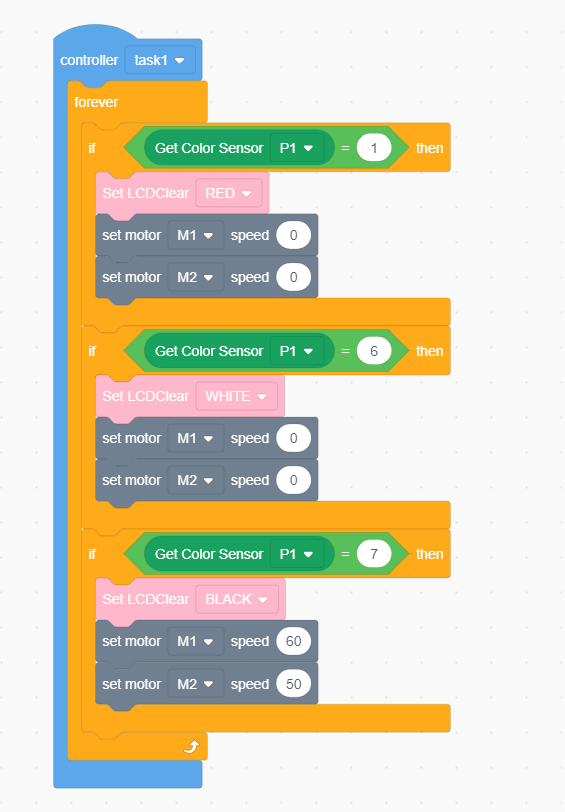 controller task1
forever
if Get Color Sensor P1 = 1 then
Set LCDClear RED
set motor M1 speed 0
set motor M2 speed 0
if Get Color Sensor P1 = 6 then
Set LCDClear WHITE
set motor M1 speed 0
set motor M2 speed 0
if Get Color Sensor P1 = 7 then
Set LCDClear BLACK
set motor M1 speed 60
set motor M2 speed 50